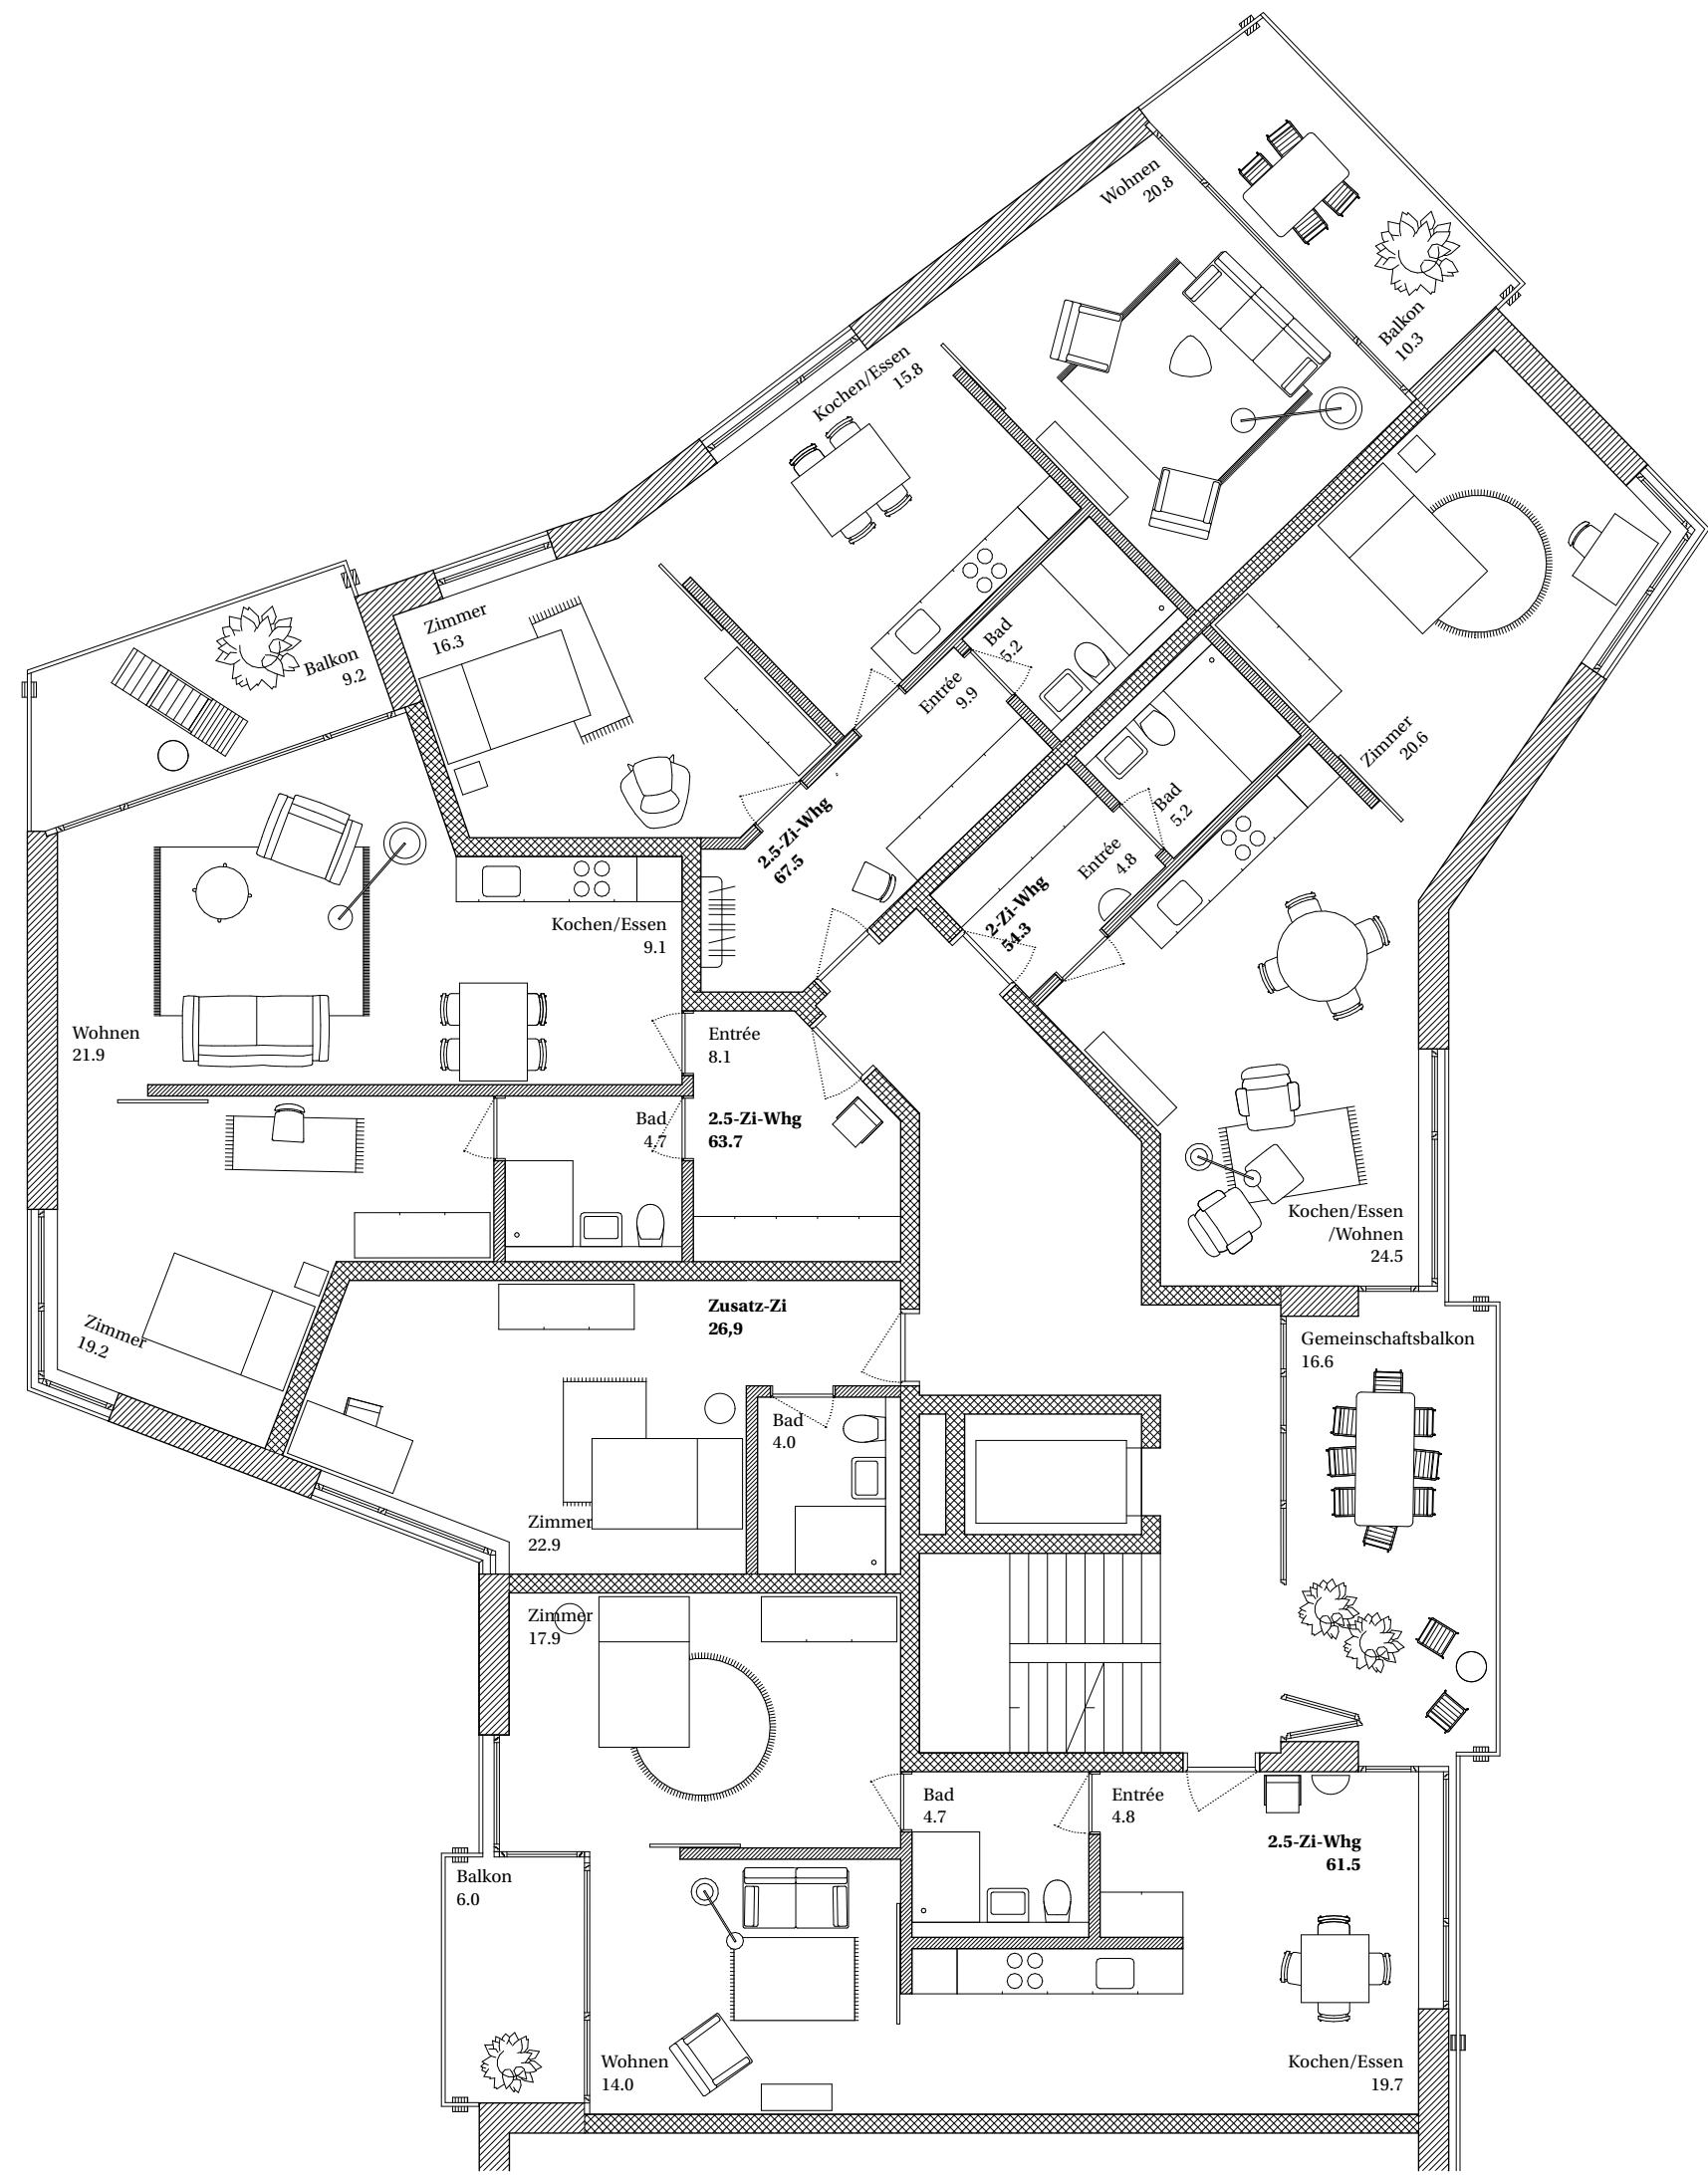 Wohnen
20.8
Balkon
10.3
Kochen/Essen
15.8
Zimmer
16.3
Bad
5.2
Entrée
9.9
2.5-Zi-Whg
67.5
Balkon
9.2
Zimmer
20.6
Bad
5.2
Entrée
4.8
2-Zi-Whg
54.3
Kochen/Essen
9.1
Wohnen
21.9
Entrée
8.1
Bad
4.7
2.5-Zi-Whg
63.7
Kochen/Essen
/Wohnen
24.5
Zimmer
19.2
Zusatz-Zi
26,9
Gemeinschaftsbalkon
16.6
Bad
4.0
Zimmer
22.9
Zimmer
17.9
Bad
4.7
Entrée
4.8
2.5-Zi-Whg
61.5
Balkon
6.0
Wohnen
14.0
Kochen/Essen
19.7